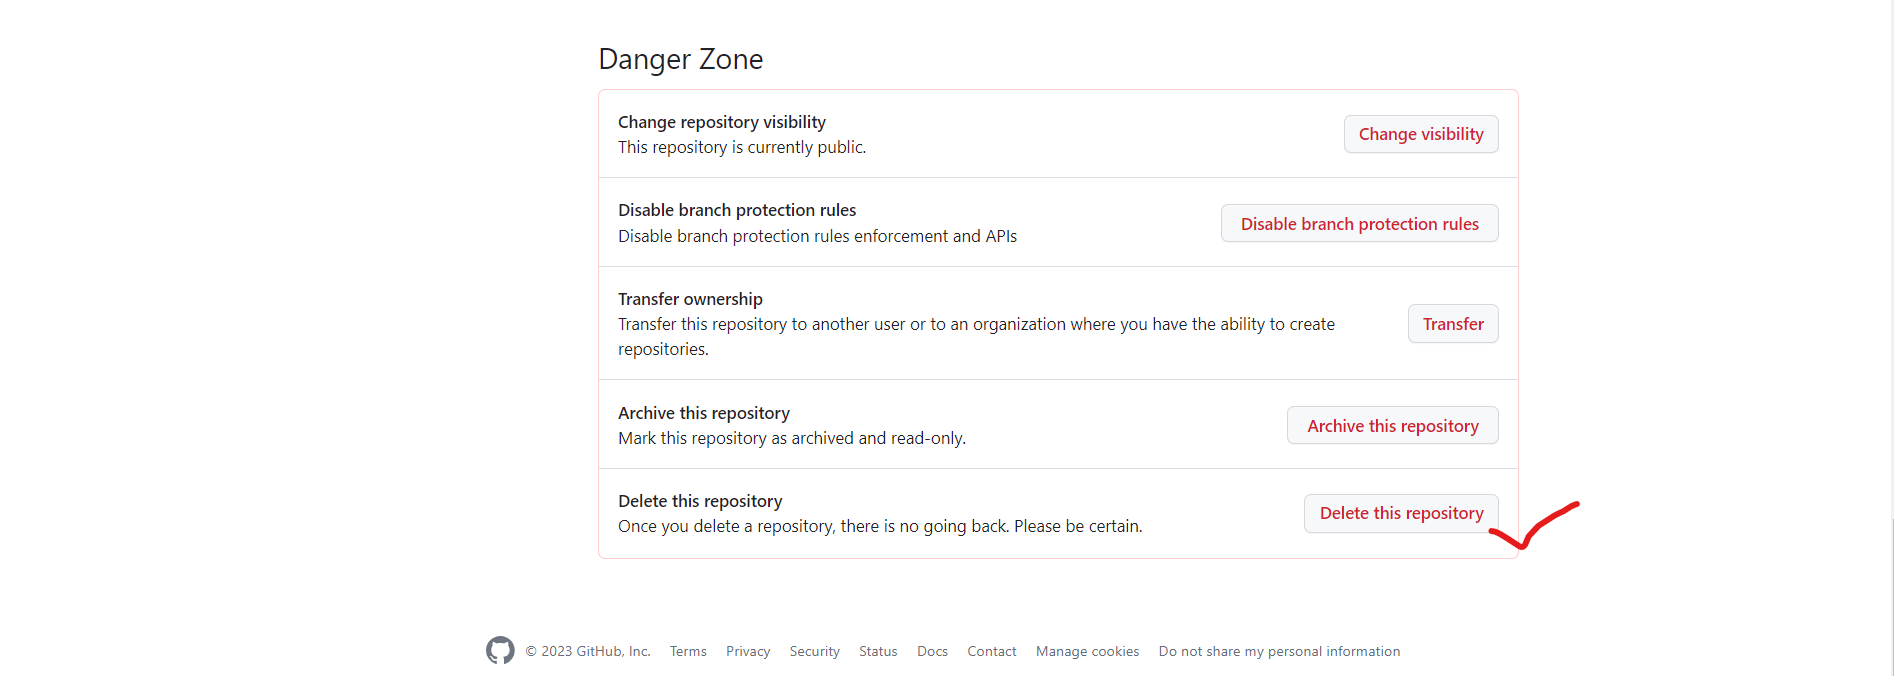 Danger Zone
Change repository visibility
This repository is currently public.
Change visibility
Disable branch protection rules
Disable branch protection rules enforcement and APIs
Disable branch protection rules
Transfer ownership
Transfer this repository to another user or to an organization where you have the ability to create
repositories.
Transfer
Archive this repository
Mark this repository as archived and read-only.
Archive this repository
Delete this repository
Once you delete a repository, there is no going back. Please be certain.
Delete this repository
© 2023 GitHub, Inc. Terms Privacy Security Status Docs Contact Manage cookies Do not share my personal information